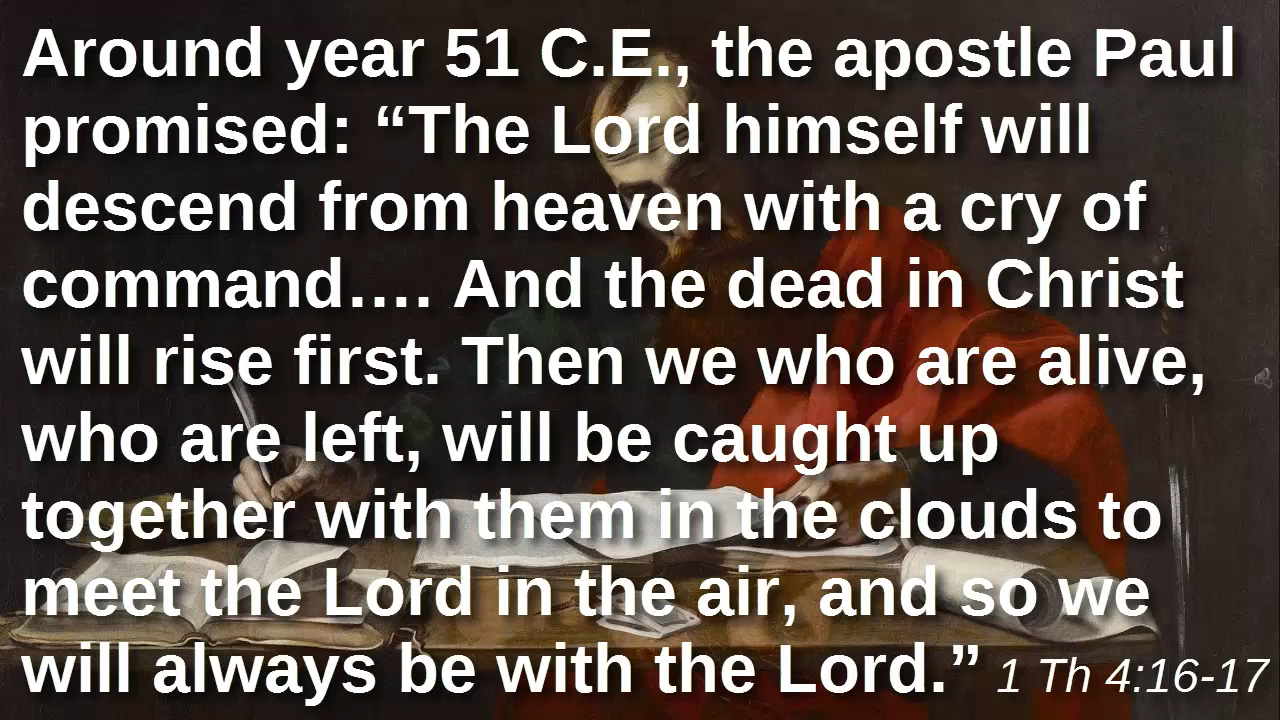 Around year 51 C.E., the apostle Paul
promised: “The Lord himself will
descend from heaven with a cry of
command…. And the dead in Christ
will rise first. Then we who are alive,
who are left, will be caught up
together with them in the clouds to
meet the Lord in the air, and so we
will always be with the Lord.” 1 Th 4:16-17